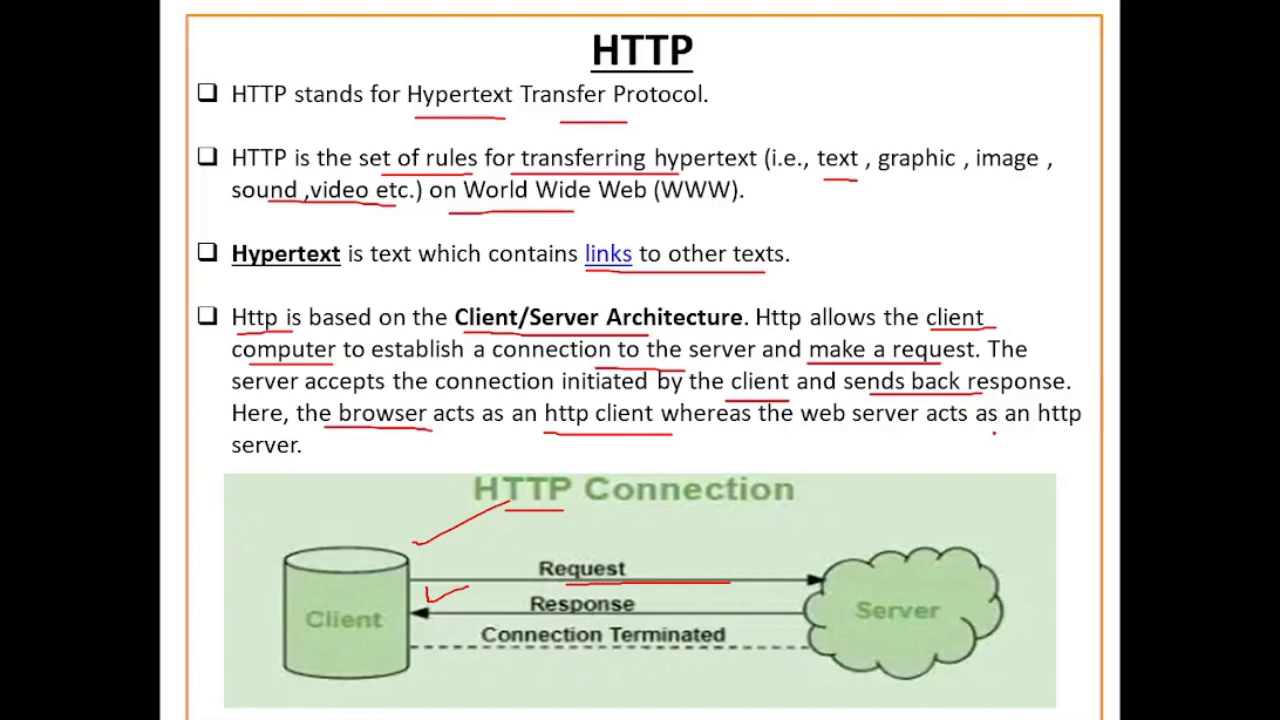 HTTP
HTTP stands for Hypertext Transfer Protocol.
HTTP is the set of rules for transferring hypertext (i.e., text , graphic , image ,
sound ,video etc.) on World Wide Web (WWW).
Hypertext is text which contains links to other texts.
Http is based on the Client/Server Architecture. Http allows the client
computer to establish a connection to the server and make a request. The
server accepts the connection initiated by the client and sends back response.
Here, the browser acts as an http client whereas the web server acts as an http
server.
HTTP Connection
Request
Response
Client
Server
Connection Terminated